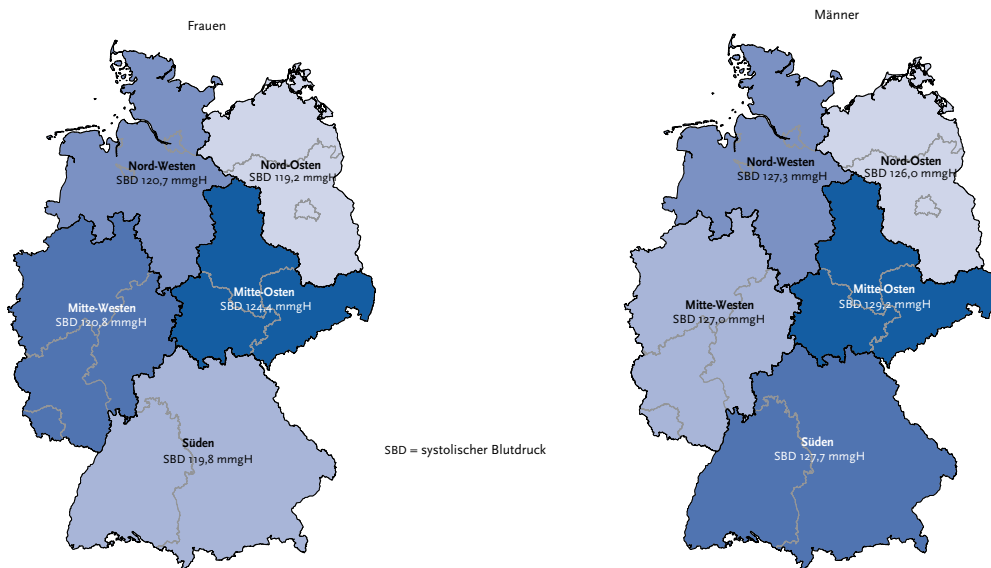 Frauen
Männer
Nord-Westen
SBD 120,7 mmgH
Nord-Osten
SBD 119,2 mmgH
Mitte-Westen
SBD 120,8 mmgH
Mitte-Osten
SBD 124,4 mmgH
Süden
SBD 119,8 mmgH
SBD = systolischer Blutdruck
Nord-Westen
SBD 127,3 mmgH
Nord-Osten
SBD 126,0 mmgH
Mitte-Westen
SBD 127,0 mmgH
Mitte-Osten
SBD 129,2 mmgH
Süden
SBD 127,7 mmgH